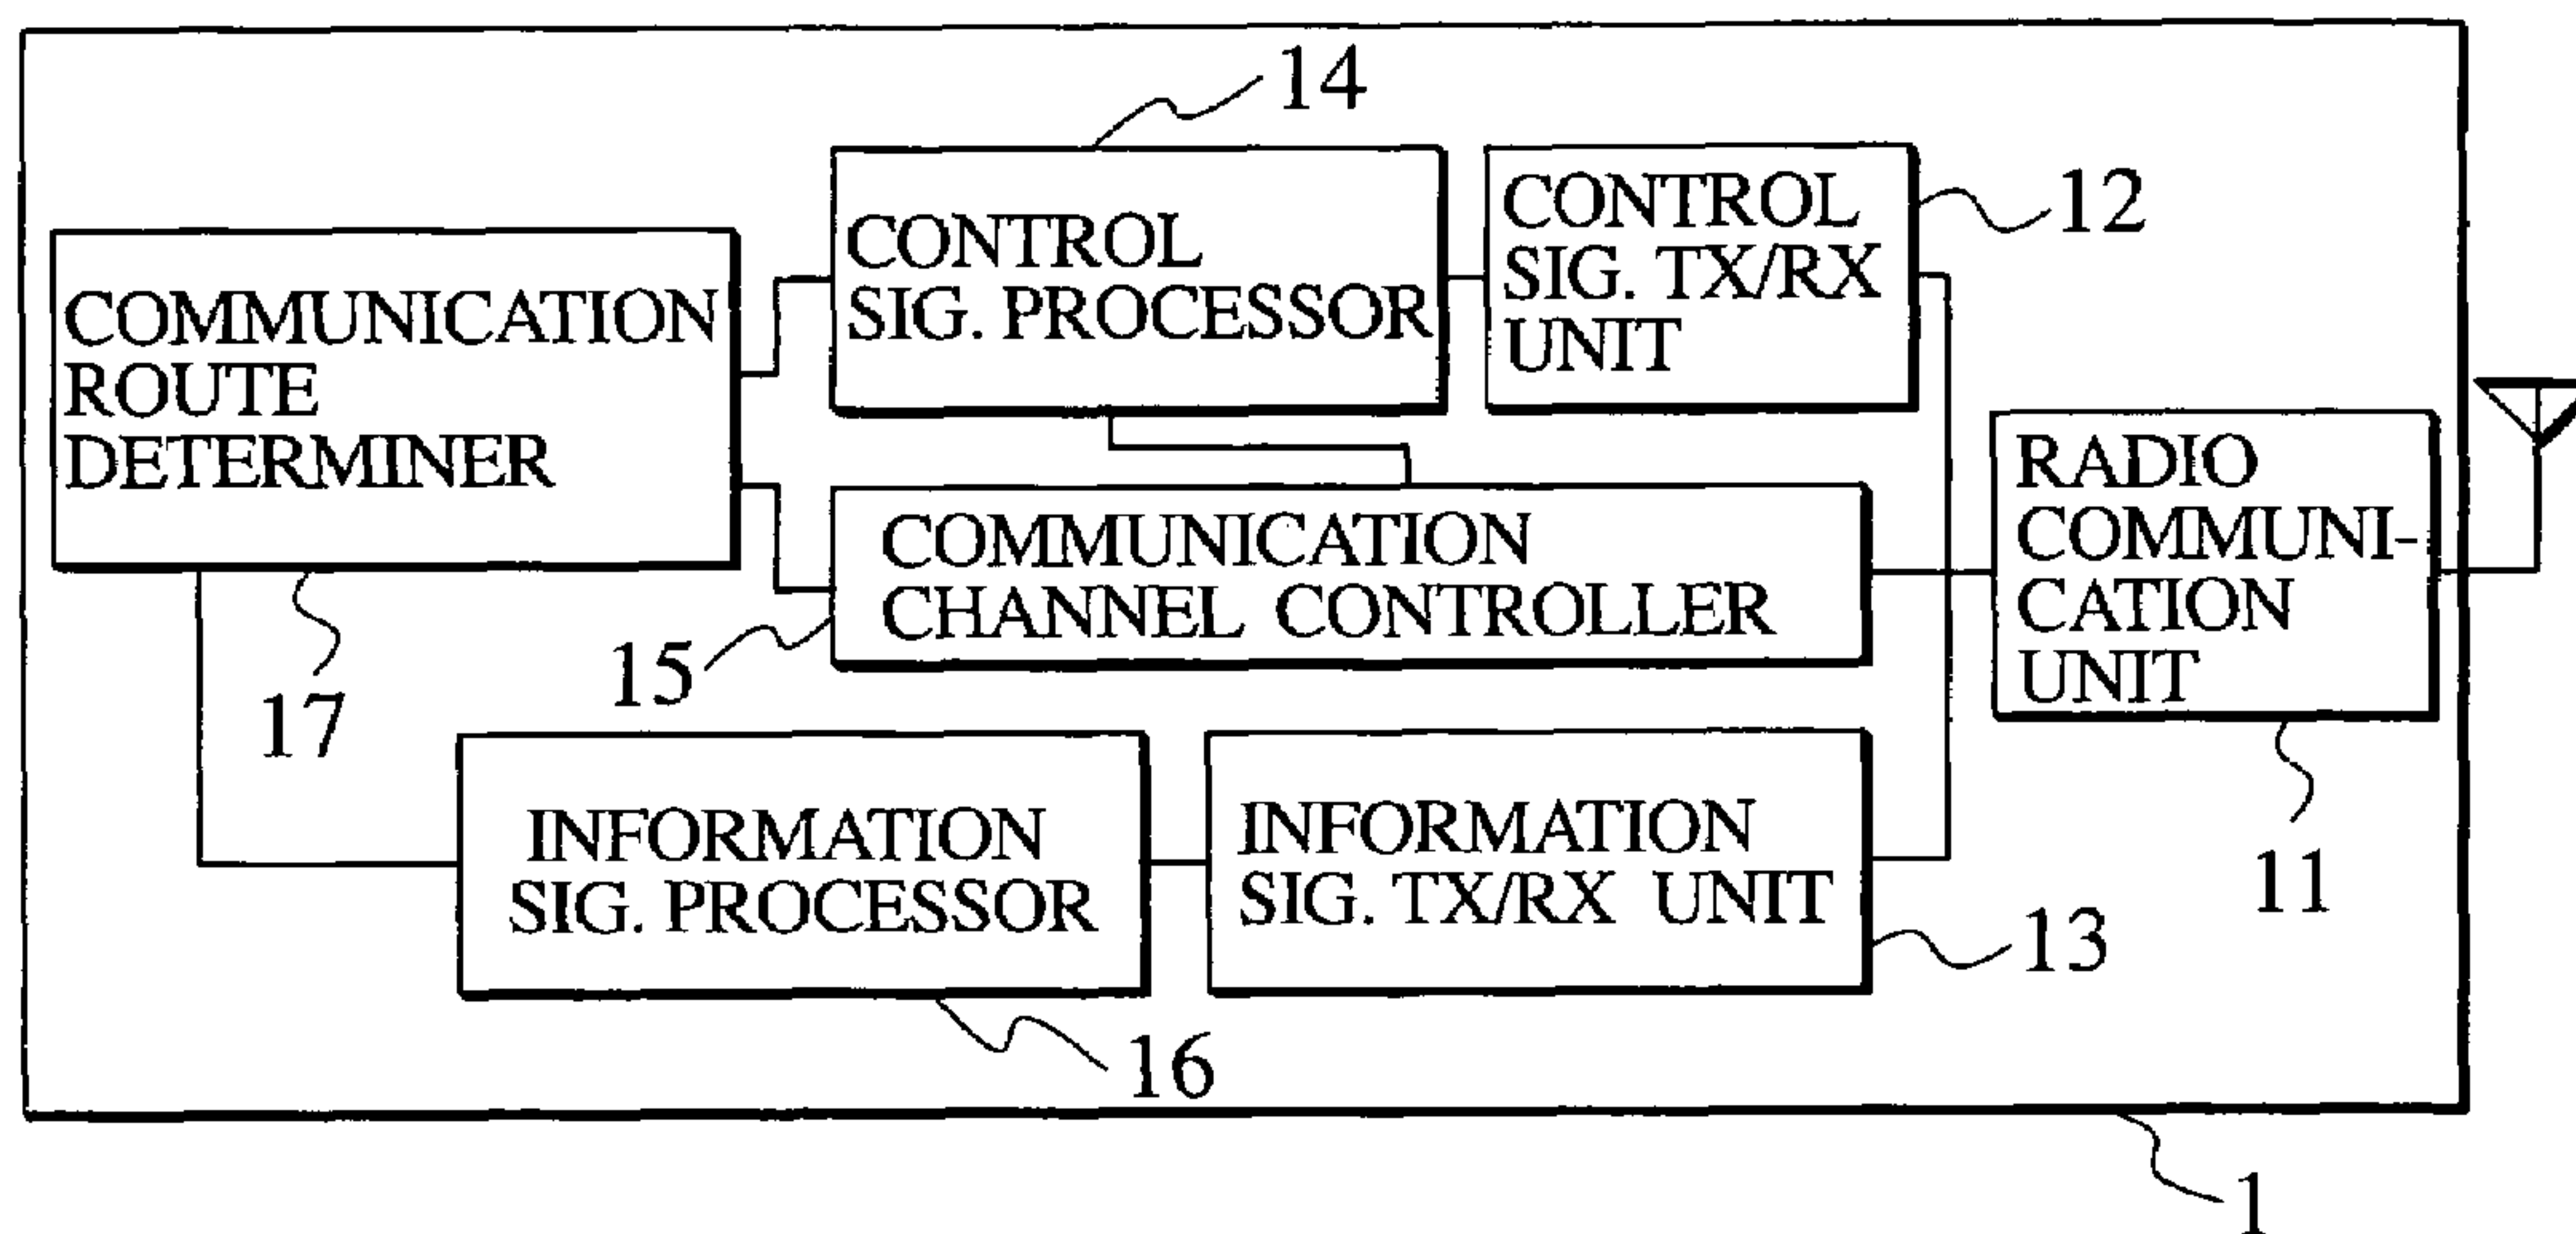 14
CONTROL
SIG. PROCESSOR
CONTROL
SIG. TX/RX
UNIT
12
COMMUNICATION
ROUTE
DETERMINER
17
COMMUNICATION
CHANNEL CONTROLLER
15
RADIO
COMMUNI-
CATION
UNIT
11
INFORMATION
SIG. PROCESSOR
16
INFORMATION
SIG. TX/RX UNIT
13
1